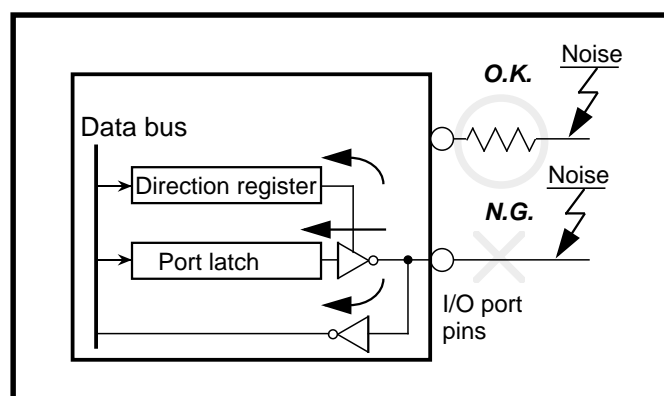 Noise
O.K.
Data bus
Direction register
Noise
N.G.
Port latch
I/O port
pins